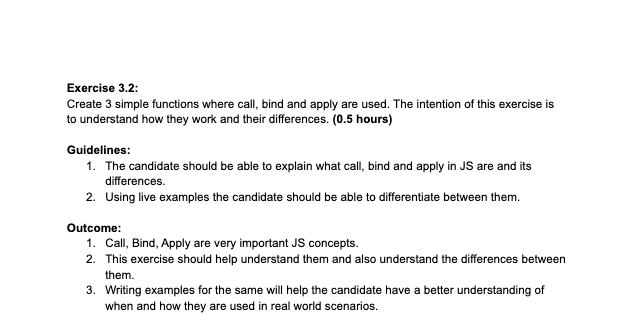 Exercise 3.2:
Create 3 simple functions where call, bind and apply are used. The intention of this exercise is
to understand how they work and their differences. (0.5 hours)
Guidelines:
1. The candidate should be able to explain what call, bind and apply in JS are and its
differences.
2. Using live examples the candidate should be able to differentiate between them.
Outcome:
1. Call, Bind, Apply are very important JS concepts.
2. This exercise should help understand them and also understand the differences between
them.
3. Writing examples for the same will help the candidate have a better understanding of
when and how they are used in real world scenarios.